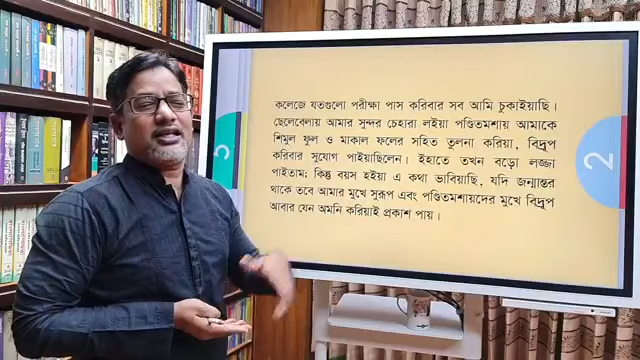 কলেজে যতগুলো পরীক্ষা পাস করিবার সব আমি চুকাইয়াছি।
ছেলেবেলায় আমার সুন্দর চেহারা লইয়া পণ্ডিতমশায় আমাকে
শিমুল ফুল ও মাকাল ফলের সহিত তুলনা করিয়া, বিদ্রূপ
করিবার সুযোগ পাইয়াছিলেন। ইহাতে তখন বড়ো লজ্জা
পাইতাম; কিন্তু বয়স হইয়া এ কথা ভাবিয়াছি, যদি জন্মান্তর
থাকে তবে আমার মুখে সুরূপ এবং পণ্ডিতমশায়দের মুখে বিদ্রূপ
আবার যেন অমনি করিয়াই প্রকাশ পায়।
2